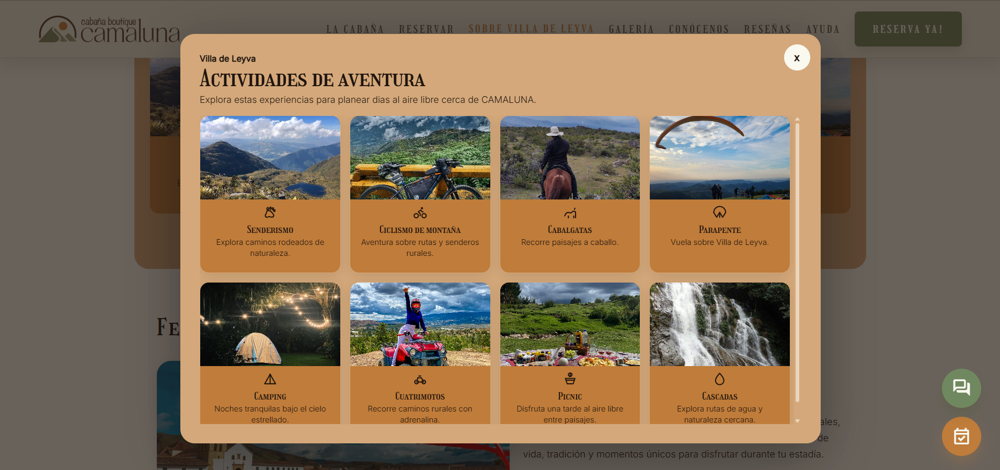 cabaña boutique
camaluna
LA CABAÑA RESERVAR SOBRE VILLA DE LEYVA GALERÍA CONÓCENOS RESEÑAS AYUDA RESERVA YA!
Villa de Leyva
x
ACTIVIDADES DE AVENTURA
Explora estas experiencias para planear dias al aire libre cerca de CAMALUNA.
SENDERISMO
Explora caminos rodeados de
naturaleza.
CICLISMO DE MONTAÑA
Aventura sobre rutas y senderos
rurales.
CABALGATAS
Recorre paisajes a caballo.
PARAPENTE
Vuela sobre Villa de Leyva.
CAMPING
Noches tranquilas bajo el cielo
estrellado.
CUATRIMOTOS
Recorre caminos rurales con
adrenalina.
PICNIC
Disfruta una tarde al aire libre
entre paisajes.
CASCADAS
Explora rutas de agua y
naturaleza cercana.
de
vida, tradición y momentos únicos para disfrutar durante tu estadía.